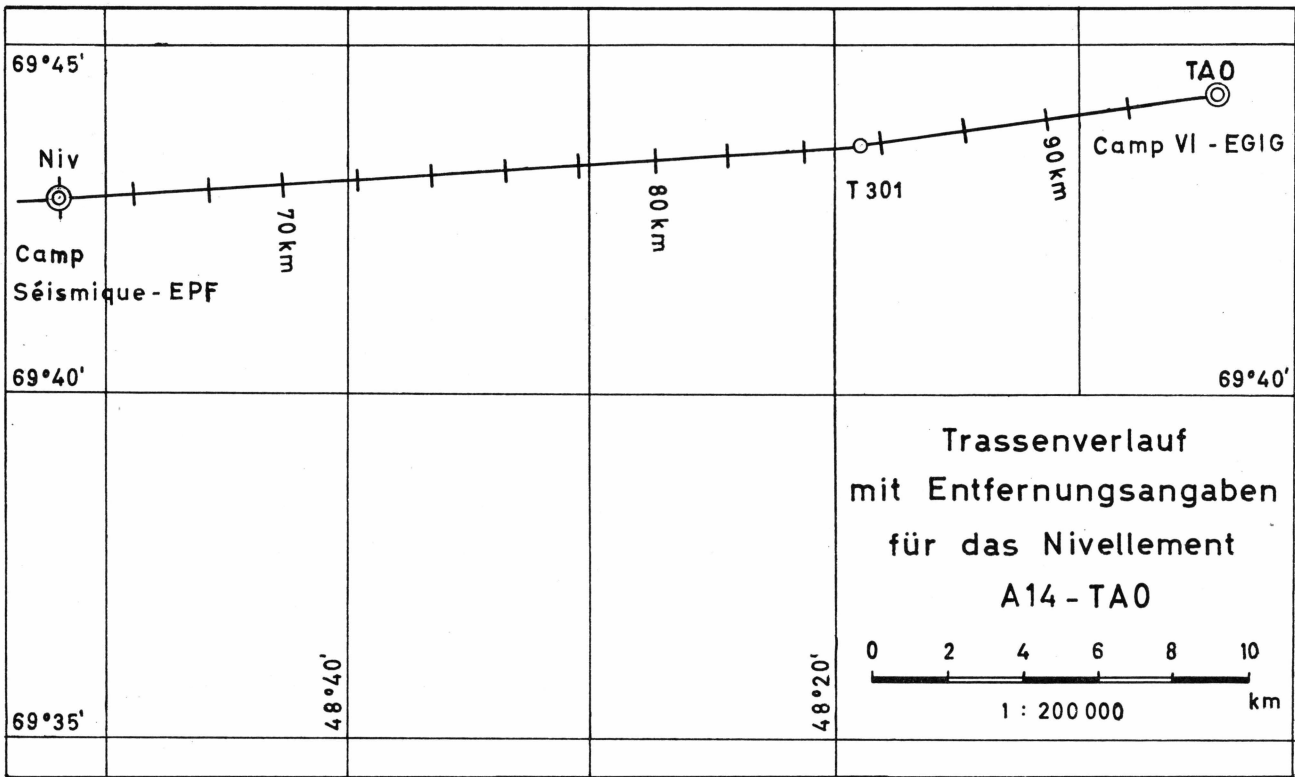 69°45'
TAO
Niv
Camp VI - EGIG
90km
T 301
80 km
70 km
Camp
Séismique - EPF
69°40'
69°40'
Trassenverlauf
mit Entfernungsangaben
für das Nivellement
A14 - TAO
0 2 4 6 8 10
km
1 : 200 000
48°40'
48°20'
69°35'